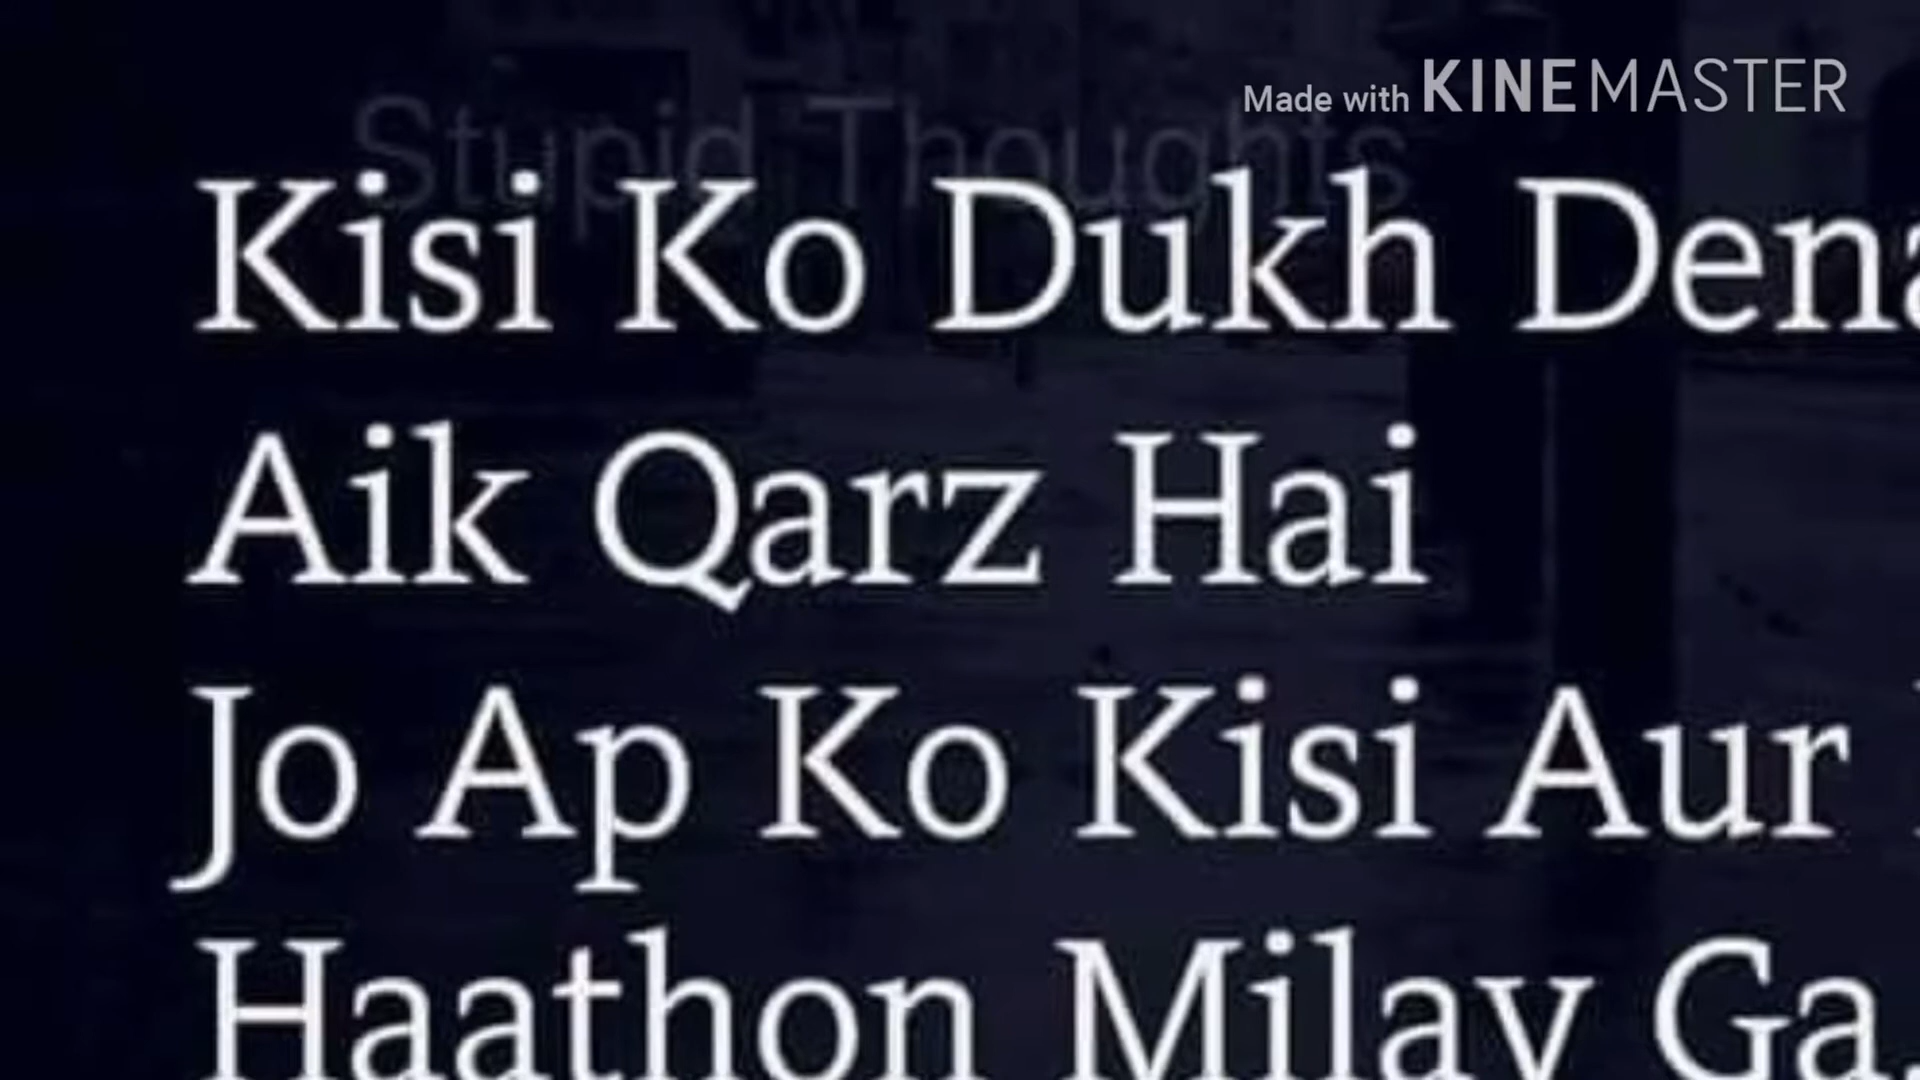 Made with KINEMASTER
Stupid Thoughts
Kisi Ko Dukh Dena
Aik Qarz Hai
Jo Ap Ko Kisi Aur
Haathon Milay Ga.